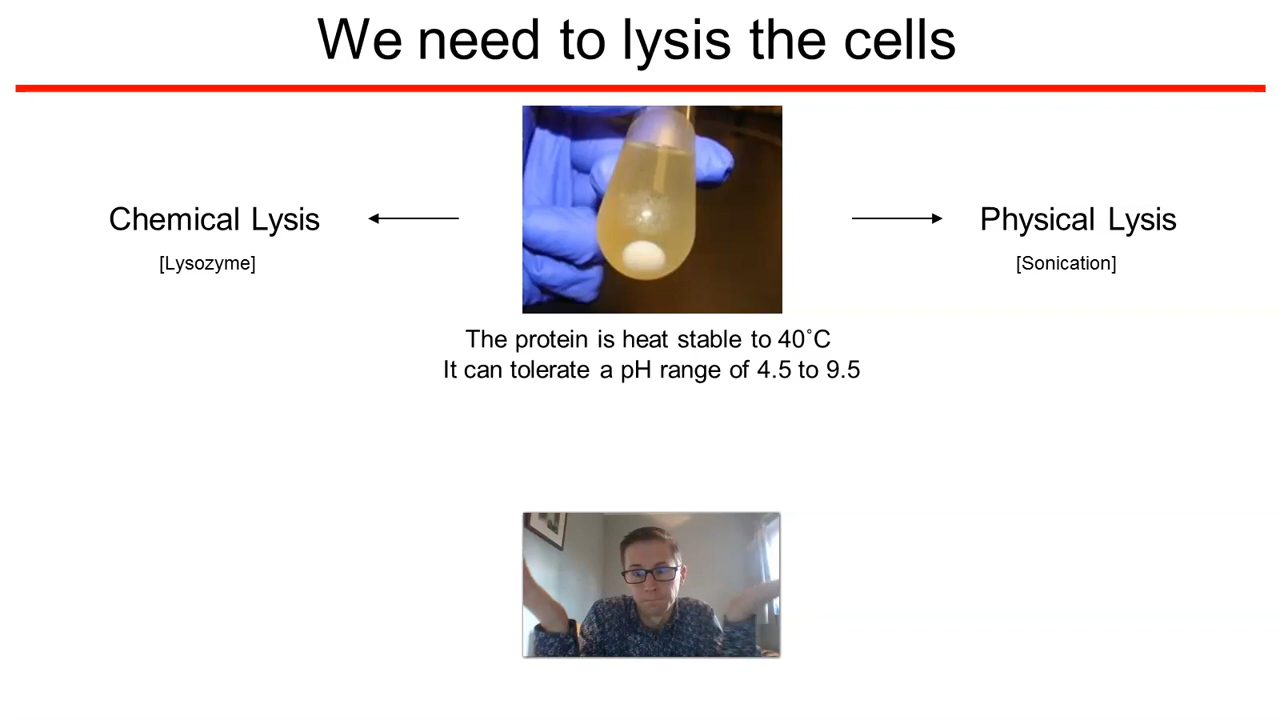 We need to lysis the cells
Chemical Lysis
[Lysozyme]
Physical Lysis
[Sonication]
The protein is heat stable to 40˚C
It can tolerate a pH range of 4.5 to 9.5